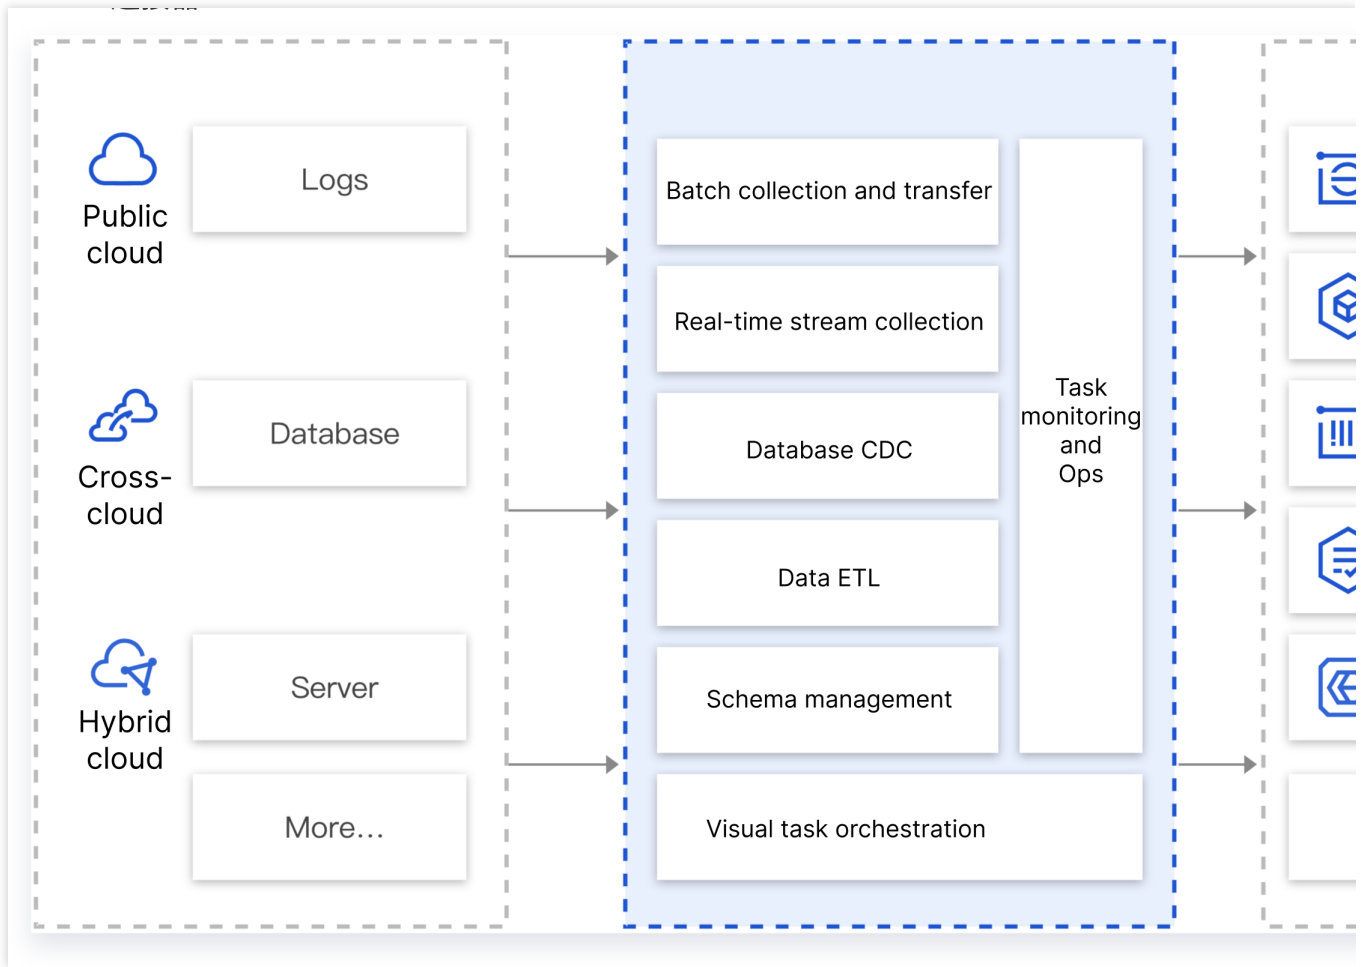 Public
cloud
Logs
Cross-
cloud
Database
Hybrid
cloud
Server
More...
Batch collection and transfer
Real-time stream collection
Database CDC
Data ETL
Schema management
Task
monitoring
and
Ops
Visual task orchestration